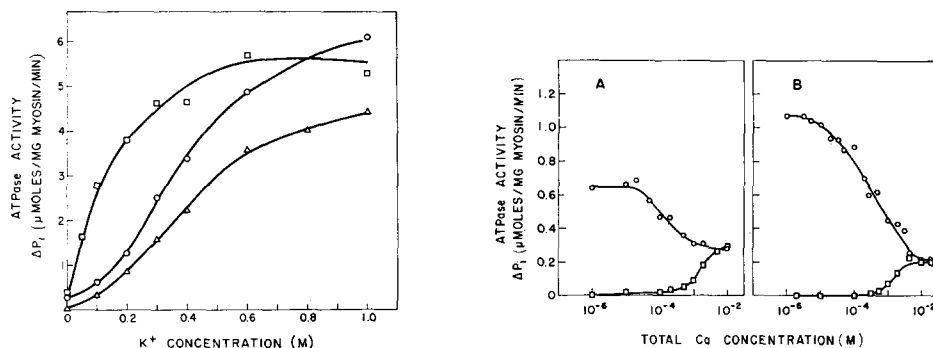 ATPase ACTIVITY
ΔPi (μMOLES/MG MYOSIN/MIN)
6
5
4
3
2
1
0 0.2 0.4 0.6 0.8 1.0
K+ CONCENTRATION (M)
ATPase ACTIVITY
ΔPi (μMOLES/MG MYOSIN/MIN)
A B
1.2
1.0
0.8
0.6
0.4
0.2
0
10-6 10-4 10-2 10-6 10-4 10-2
TOTAL Ca CONCENTRATION (M)